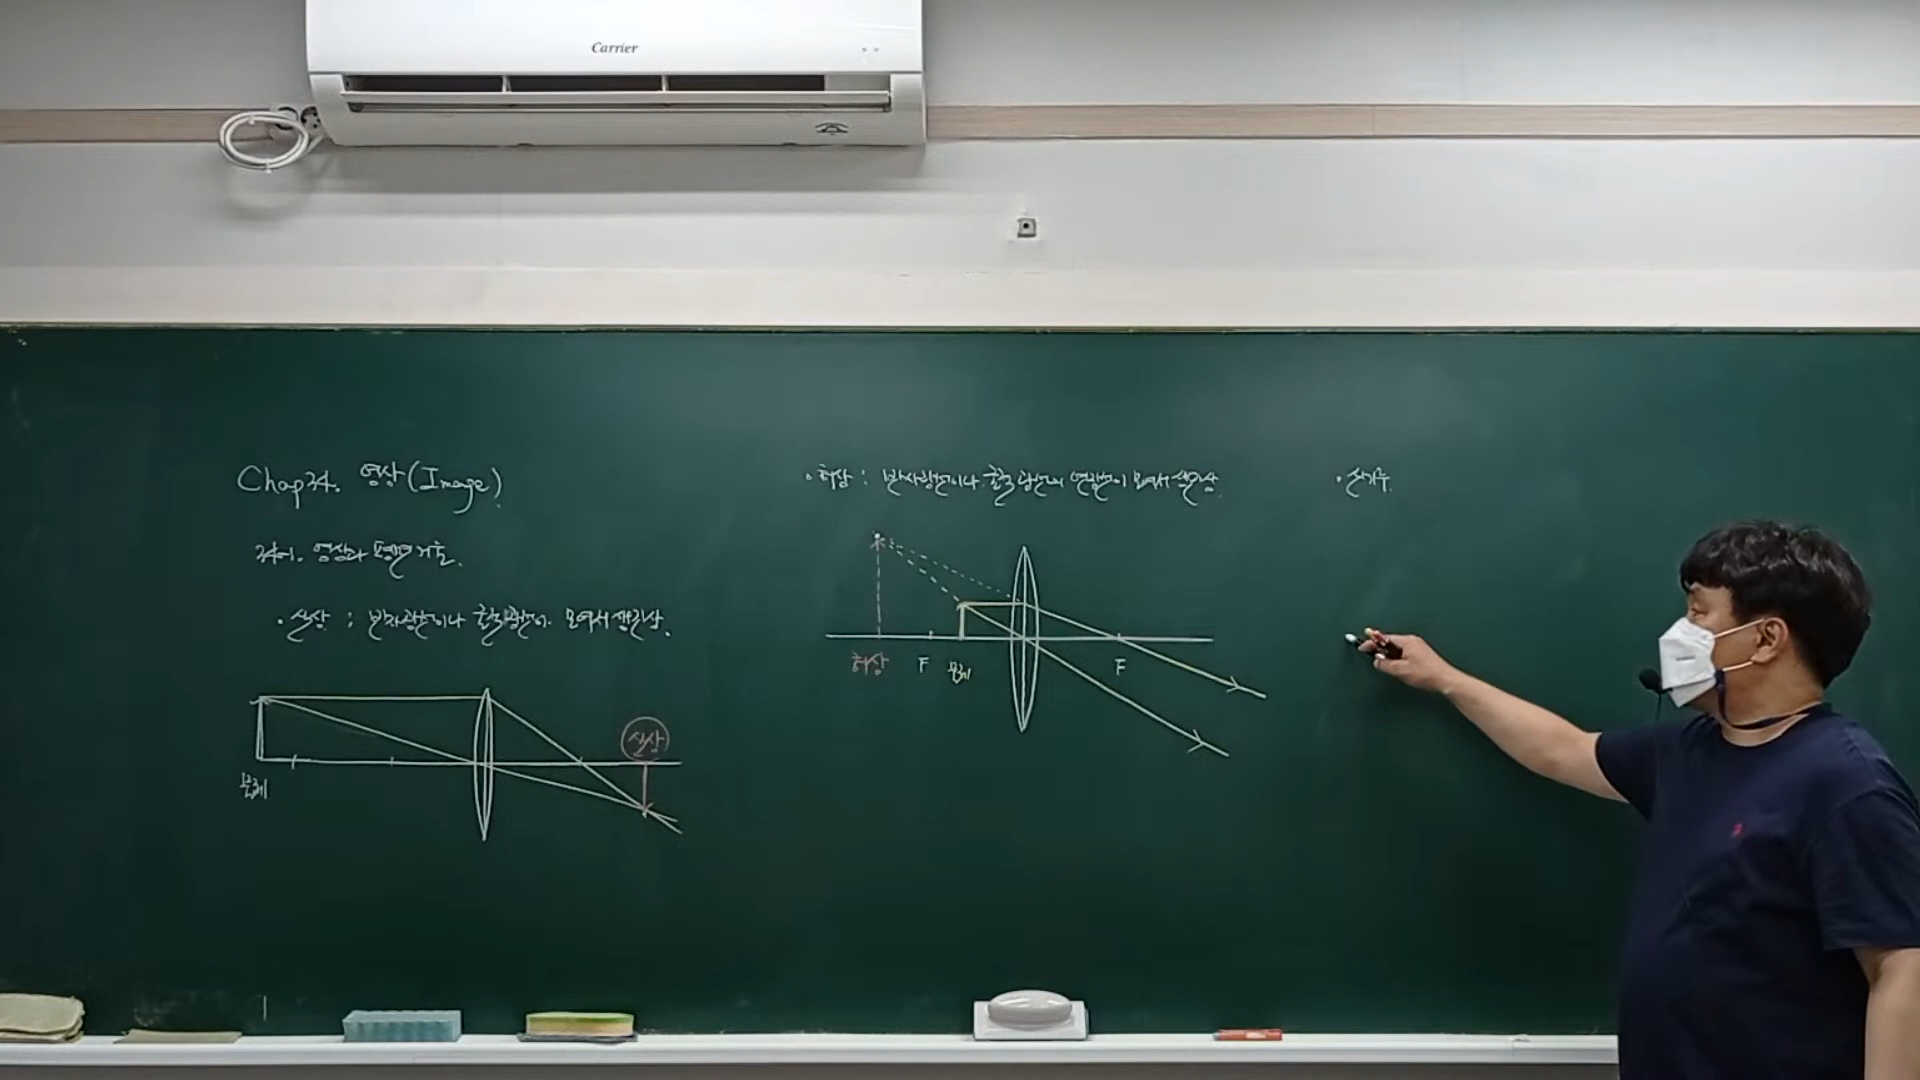 Carrier
Chap34. 영상(Image)
34-1. 영상과 평면거울.
• 실상 : 반사광선이나 굴절광선이 모여서 생긴 상.
물체
실상
• 허상 : 반사광선이나 굴절광선의 연장선이 모여서 생긴 상.
허상 F 물체 F
• 신기루.